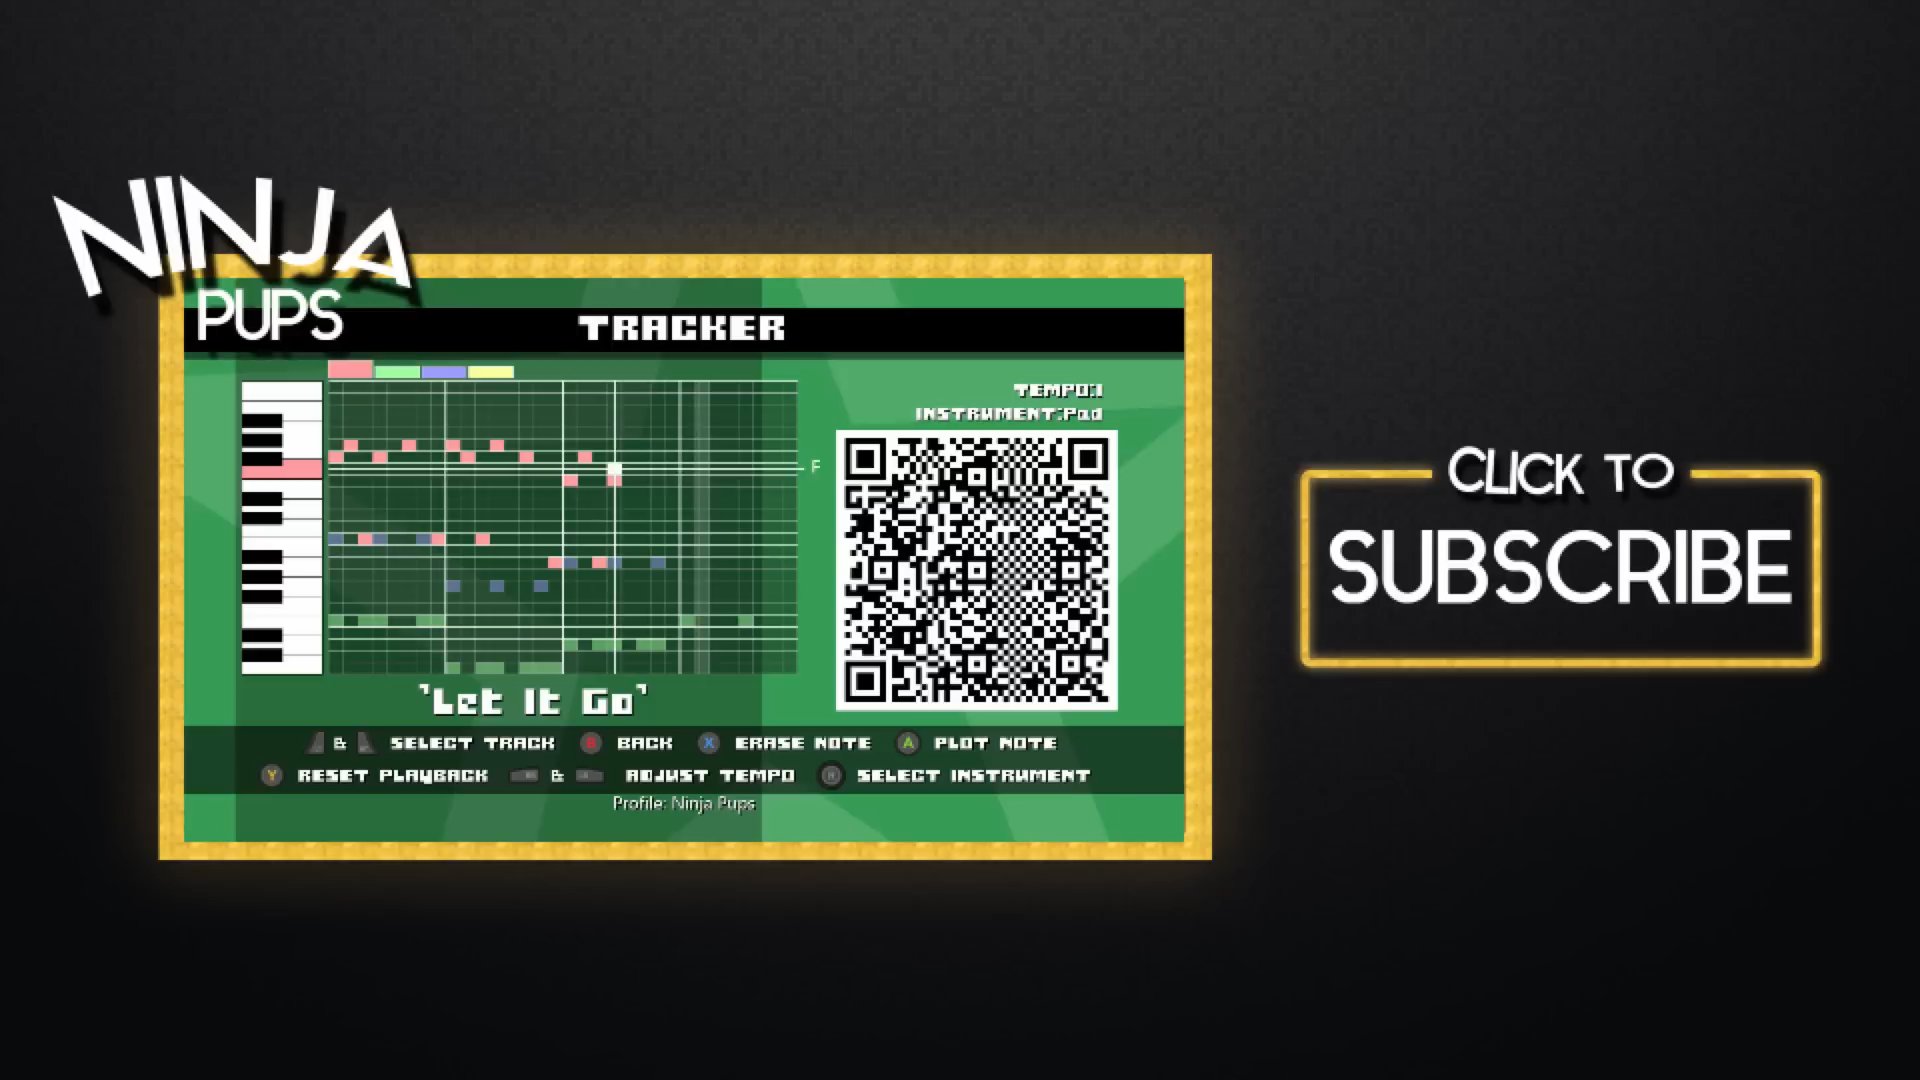 NINJA
PUPS
TRACKER
TEMPO:1
INSTRUMENT:Pad
F
'Let It Go'
& SELECT TRACK B BACK X ERASE NOTE A PLOT NOTE
Y RESET PLAYBACK & ADJUST TEMPO R SELECT INSTRUMENT
Profile: Ninja Pups
CLICK TO
SUBSCRIBE